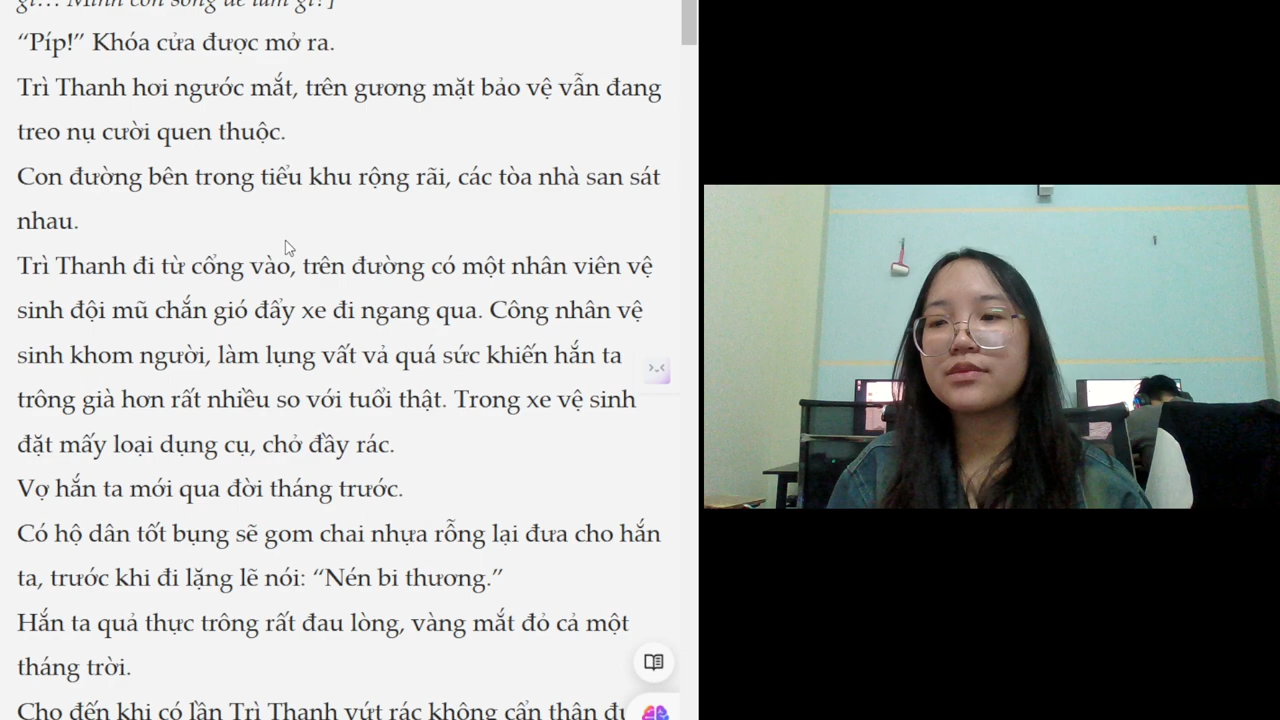 gì… Mình còn sống để làm gì?]
“Píp!” Khóa cửa được mở ra.
Trì Thanh hơi ngước mắt, trên gương mặt bảo vệ vẫn đang
treo nụ cười quen thuộc.
Con đường bên trong tiểu khu rộng rãi, các tòa nhà san sát
nhau.
Trì Thanh đi từ cổng vào, trên đường có một nhân viên vệ
sinh đội mũ chắn gió đẩy xe đi ngang qua. Công nhân vệ
sinh khom người, làm lụng vất vả quá sức khiến hắn ta
trông già hơn rất nhiều so với tuổi thật. Trong xe vệ sinh
đặt mấy loại dụng cụ, chở đầy rác.
Vợ hắn ta mới qua đời tháng trước.
Có hộ dân tốt bụng sẽ gom chai nhựa rỗng lại đưa cho hắn
ta, trước khi đi lặng lẽ nói: “Nén bi thương.”
Hắn ta quả thực trông rất đau lòng, vàng mắt đỏ cả một
tháng trời.
Cho đến khi có lần Trì Thanh vứt rác không cẩn thận